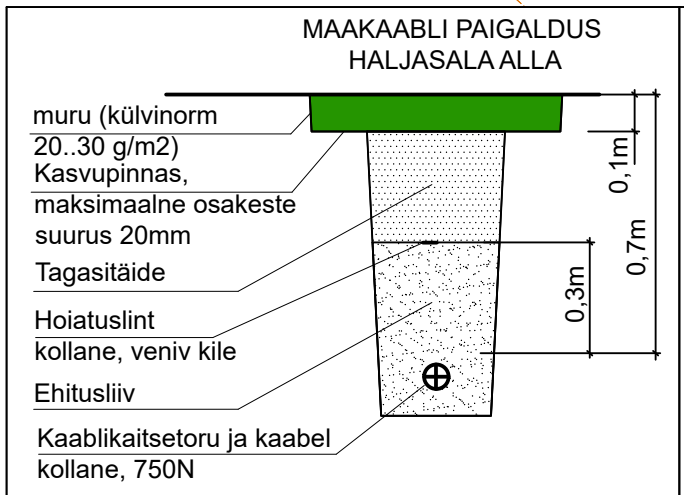 MAAKAABLI PAIGALDUS
HALJASALA ALLA
muru (külvinorm
20..30 g/m2)
Kasvupinnas,
maksimaalne osakeste
suurus 20mm
Tagasitäide
Hoiatuslint
kollane, veniv kile
Ehitusliiv
Kaablikaitsetoru ja kaabel
kollane, 750N
0,1m
0,7m
0,3m